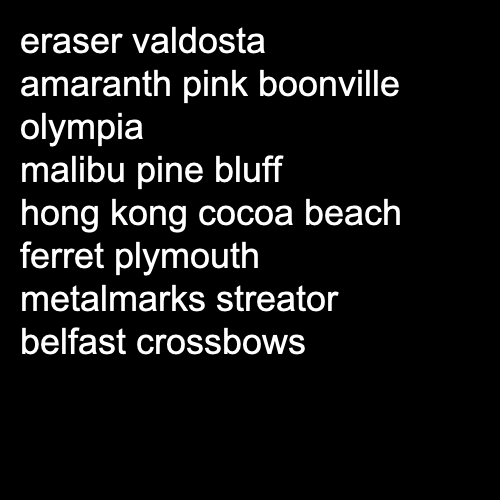 eraser valdosta
amaranth pink boonville
olympia
malibu pine bluff
hong kong cocoa beach
ferret plymouth
metalmarks streator
belfast crossbows